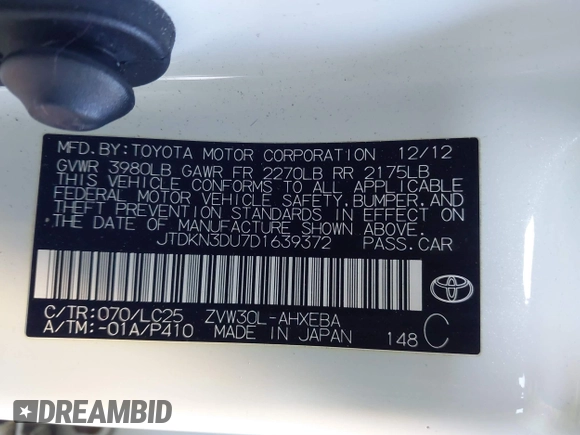 MFD.BY:TOYOTA MOTOR CORPORATION 12/12
GVWR 3980LB GAWR FR 2270LB RR 2175LB
THIS VEHICLE CONFORMS TO ALL APPLICABLE
FEDERAL MOTOR VEHICLE SAFETY,BUMPER,AND
THEFT PREVENTION STANDARDS IN EFFECT ON
THE DATE OF MANUFACTURE SHOWN ABOVE.
JTDKN3DU7D1639372 PASS.CAR
C/TR:070/LC25 ZVW30L-AHXEBA
A/TM:-01A/P410 MADE IN JAPAN 148 C
DREAMBID